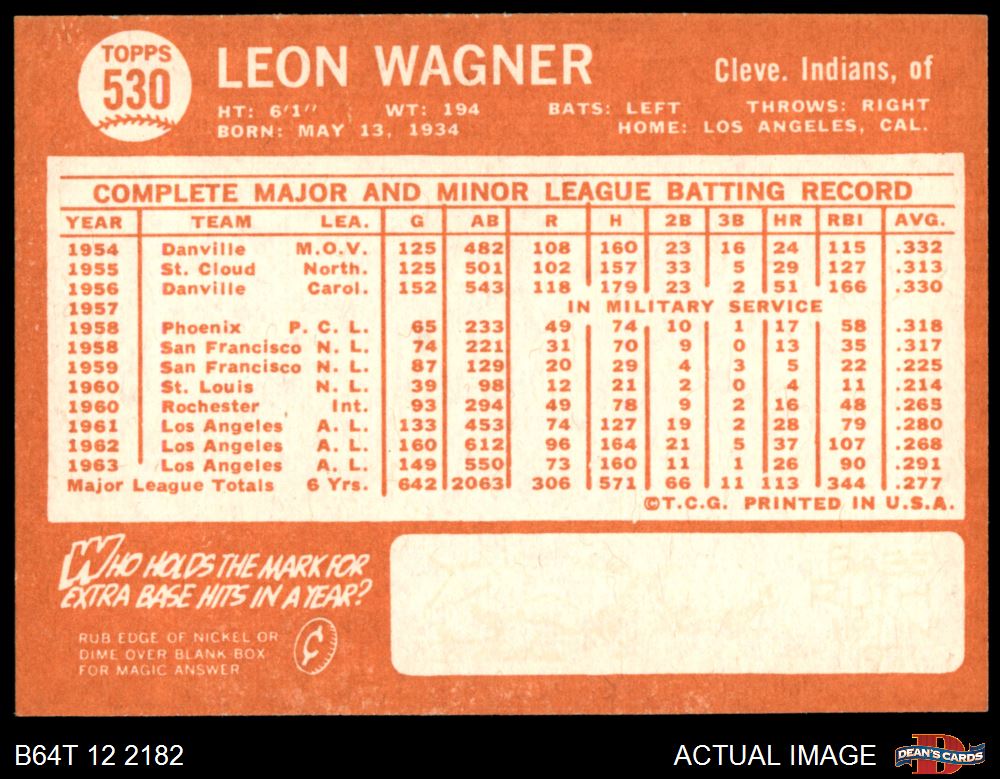 TOPPS
530
LEON WAGNER
Cleve. Indians, of
HT: 6'1" WT: 194 BATS: LEFT THROWS: RIGHT
BORN: MAY 13, 1934 HOME: LOS ANGELES, CAL.
COMPLETE MAJOR AND MINOR LEAGUE BATTING RECORD
YEAR TEAM LEA. G AB R H 2B 3B HR RBI AVG.
1954 Danville M.O.V. 125 482 108 160 23 16 24 115 .332
1955 St. Cloud North. 125 501 102 157 33 5 29 127 .313
1956 Danville Carol. 152 543 118 179 23 2 51 166 .330
1957 IN MILITARY SERVICE
1958 Phoenix P. C. L. 65 233 49 74 10 1 17 58 .318
1958 San Francisco N. L. 74 221 31 70 9 0 13 35 .317
1959 San Francisco N. L. 87 129 20 29 4 3 5 22 .225
1960 St. Louis N. L. 39 98 12 21 2 0 4 11 .214
1960 Rochester Int. 93 294 49 78 9 2 16 48 .265
1961 Los Angeles A. L. 133 453 74 127 19 2 28 79 .280
1962 Los Angeles A. L. 160 612 96 164 21 5 37 107 .268
1963 Los Angeles A. L. 149 550 73 160 11 1 26 90 .291
Major League Totals 6 Yrs. 642 2063 306 571 66 11 113 344 .277
©T.C.G. PRINTED IN U.S.A.
WHO HOLDS THE MARK FOR
EXTRA BASE HITS IN A YEAR?
RUB EDGE OF NICKEL OR
DIME OVER BLANK BOX
FOR MAGIC ANSWER
¢
B64T 12 2182
ACTUAL IMAGE
DEAN'S CARDS